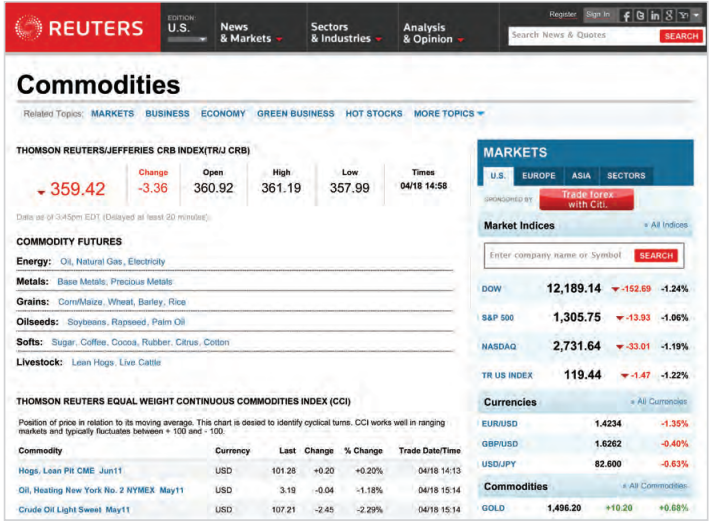 REUTERS
EDITION
U.S.
News
& Markets
Sectors
& Industries
Analysis
& Opinion
Register Sign In
Search News & Quotes SEARCH
Commodities
Related Topics: MARKETS BUSINESS ECONOMY GREEN BUSINESS HOT STOCKS MORE TOPICS
THOMSON REUTERS/JEFFERIES CRB INDEX(TR/J CRB)
Change Open High Low Times
359.42 -3.36 360.92 361.19 357.99 04/18 14:58
Data as of 3:45pm EDT (Delayed at least 20 minutes).
COMMODITY FUTURES
Energy: Oil, Natural Gas, Electricity
Metals: Base Metals, Precious Metals
Grains: Corn/Maize, Wheat, Barley, Rice
Oilseeds: Soybeans, Rapseed, Palm Oil
Softs: Sugar, Coffee, Cocoa, Rubber, Citrus, Cotton
Livestock: Lean Hogs, Live Cattle
THOMSON REUTERS EQUAL WEIGHT CONTINUOUS COMMODITIES INDEX (CCI)
Position of price in relation to its moving average. This chart is desied to identify cyclical turns. CCI works well in ranging
markets and typically fluctuates between + 100 and - 100.
Commodity Currency Last Change % Change Trade Date/Time
Hogs, Lean Pit CME Jun11 USD 101.28 +0.20 +0.20% 04/18 14:13
Oil, Heating New York No. 2 NYMEX May11 USD 3.19 -0.04 -1.18% 04/18 15:14
Crude Oil Light Sweet May11 USD 107.21 -2.45 -2.29% 04/18 15:14
MARKETS
U.S. EUROPE ASIA SECTORS
SPONSORED BY
Trade forex
with Citi.
Market Indices » All Indices
Enter company name or Symbol SEARCH
DOW 12,189.14 -152.69 -1.24%
S&P 500 1,305.75 -13.93 -1.06%
NASDAQ 2,731.64 -33.01 -1.19%
TR US INDEX 119.44 -1.47 -1.22%
Currencies » All Currencies
EUR/USD 1.4234 -1.35%
GBP/USD 1.6262 -0.40%
USD/JPY 82.600 -0.63%
Commodities » All Commodities
GOLD 1,496.20 +10.20 +0.68%